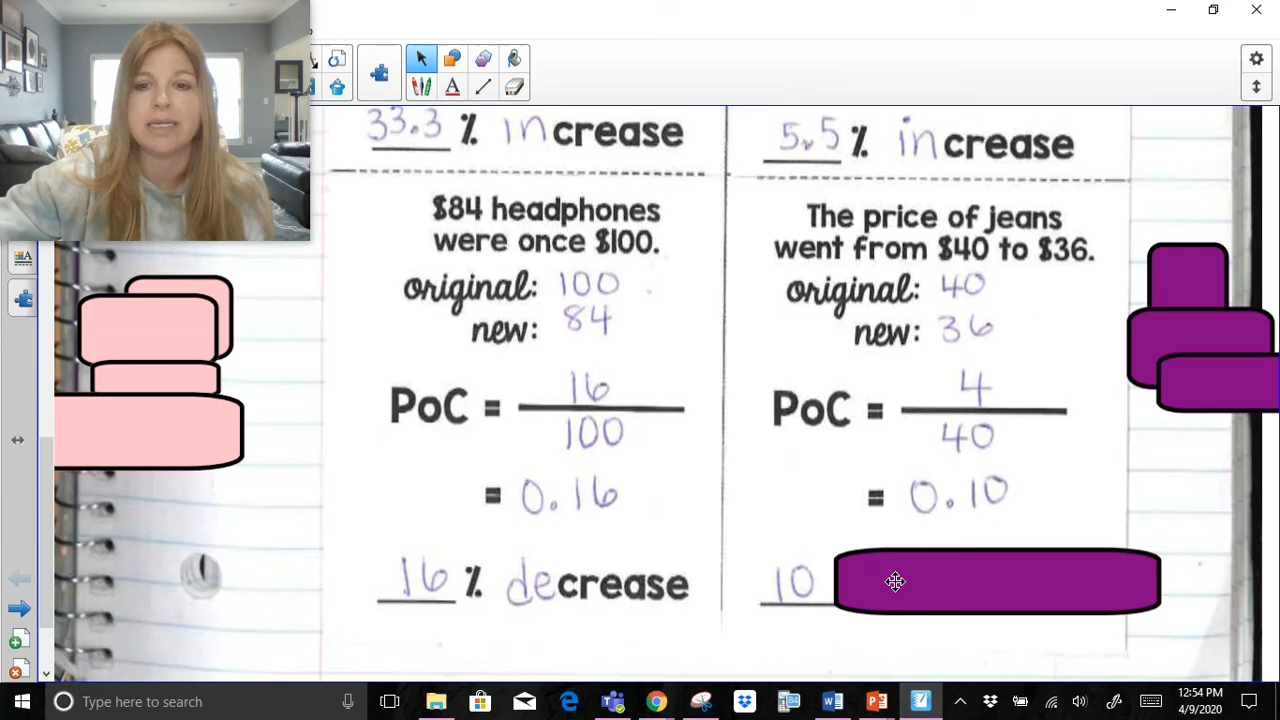 33.3 % increase
$84 headphones
were once $100.
original: 100
new: 84
PoC = 16
100
= 0.16
16 % decrease
5.5 % increase
The price of jeans
went from $40 to $36.
original: 40
new: 36
PoC = 4
40
= 0.10
10
Type here to search
12:54 PM
4/9/2020